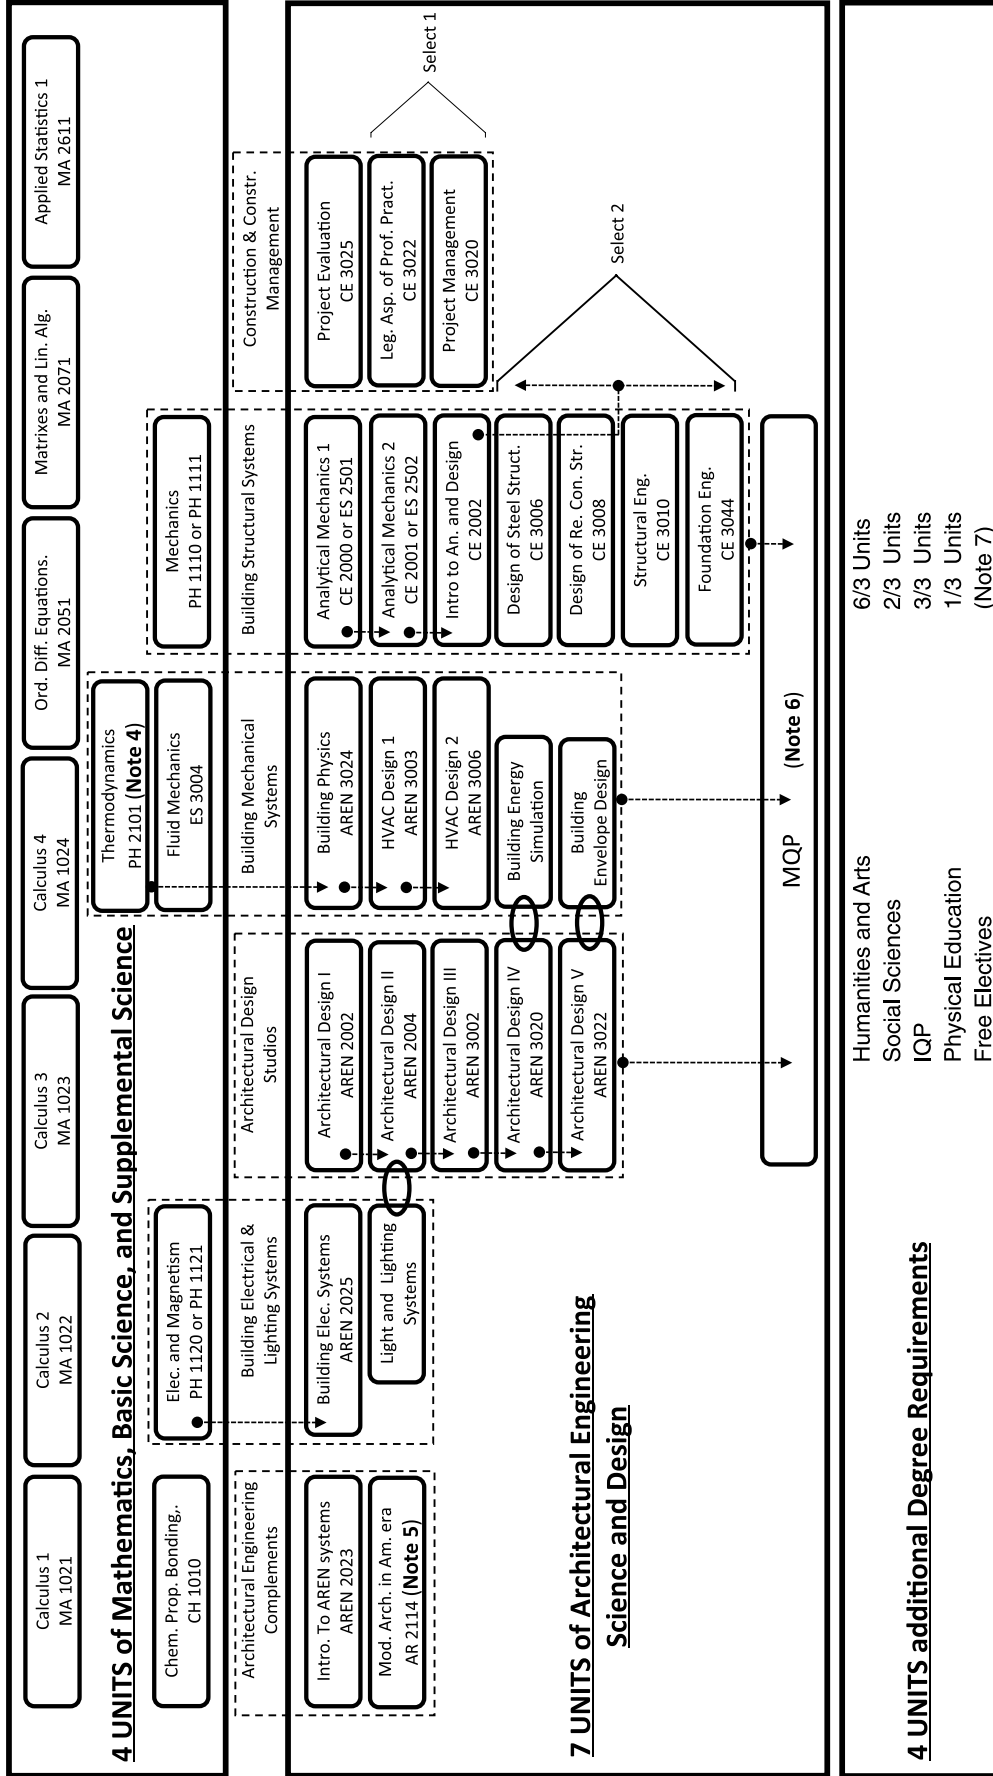 Calculus 1
MA 1021
Calculus 2
MA 1022
Calculus 3
MA 1023
Calculus 4
MA 1024
Ord. Diff. Equations.
MA 2051
Matrixes and Lin. Alg.
MA 2071
Applied Statistics 1
MA 2611
4 UNITS of Mathematics, Basic Science, and Supplemental Science
Chem. Prop. Bonding,.
CH 1010
Elec. and Magnetism
PH 1120 or PH 1121
Thermodynamics
PH 2101 (Note 4)
Fluid Mechanics
ES 3004
Mechanics
PH 1110 or PH 1111
Architectural Engineering
Complements
Intro. To AREN systems
AREN 2023
Mod. Arch. in Am. era
AR 2114 (Note 5)
Building Electrical &
Lighting Systems
Building Elec. Systems
AREN 2025
Light and Lighting
Systems
Architectural Design
Studios
Architectural Design I
AREN 2002
Architectural Design II
AREN 2004
Architectural Design III
AREN 3002
Architectural Design IV
AREN 3020
Architectural Design V
AREN 3022
Building Mechanical
Systems
Building Physics
AREN 3024
HVAC Design 1
AREN 3003
HVAC Design 2
AREN 3006
Building Energy
Simulation
Building
Envelope Design
Building Structural Systems
Analytical Mechanics 1
CE 2000 or ES 2501
Analytical Mechanics 2
CE 2001 or ES 2502
Intro to An. and Design
CE 2002
Design of Steel Struct.
CE 3006
Design of Re. Con. Str.
CE 3008
Structural Eng.
CE 3010
Foundation Eng.
CE 3044
Construction & Constr.
Management
Project Evaluation
CE 3025
Leg. Asp. of Prof. Pract.
CE 3022
Project Management
CE 3020
Select 1
Select 2
7 UNITS of Architectural Engineering
Science and Design
MQP (Note 6)
4 UNITS additional Degree Requirements
Humanities and Arts 6/3 Units
Social Sciences 2/3 Units
IQP 3/3 Units
Physical Education 1/3 Units
Free Electives (Note 7)